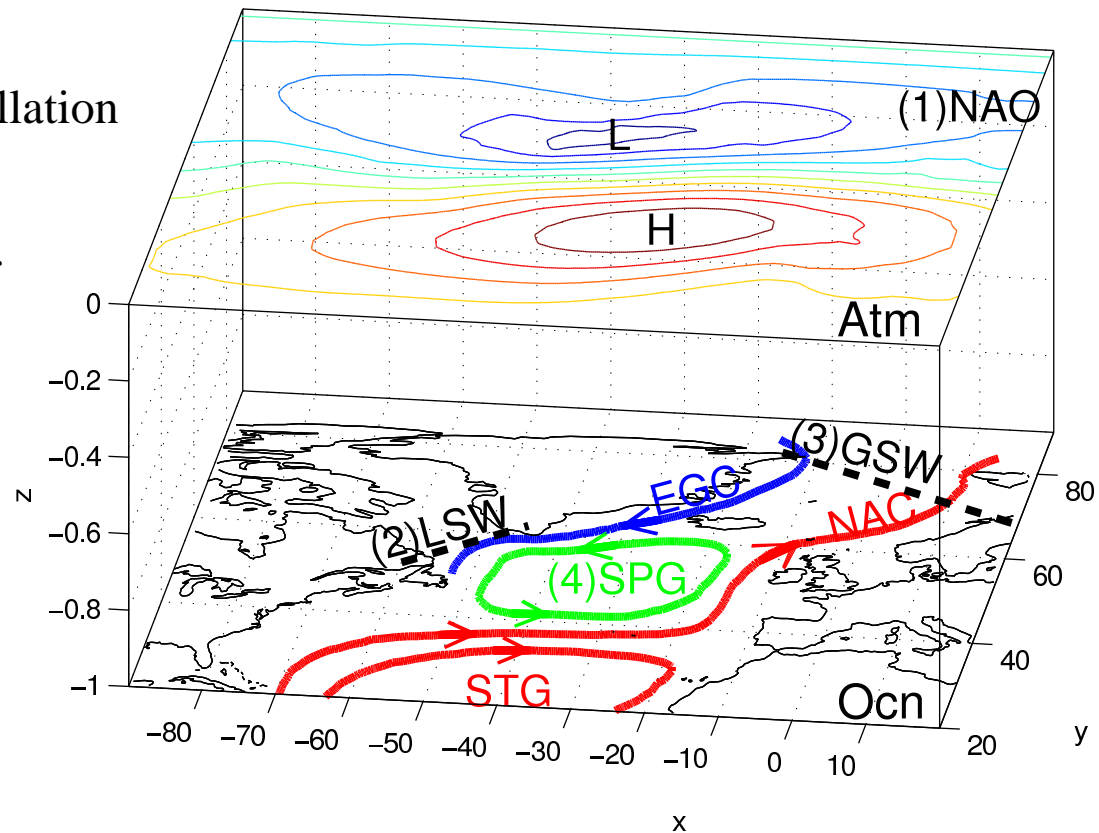 llation
.
(1)NAO
L
H
Atm
0
−0.2
−0.4
−0.6
−0.8
−1
z
(3)GSW
EGC
NAC
(2)LSW
(4)SPG
STG
Ocn
80
60
40
20
y
−80 −70 −60 −50 −40 −30 −20 −10 0 10
x